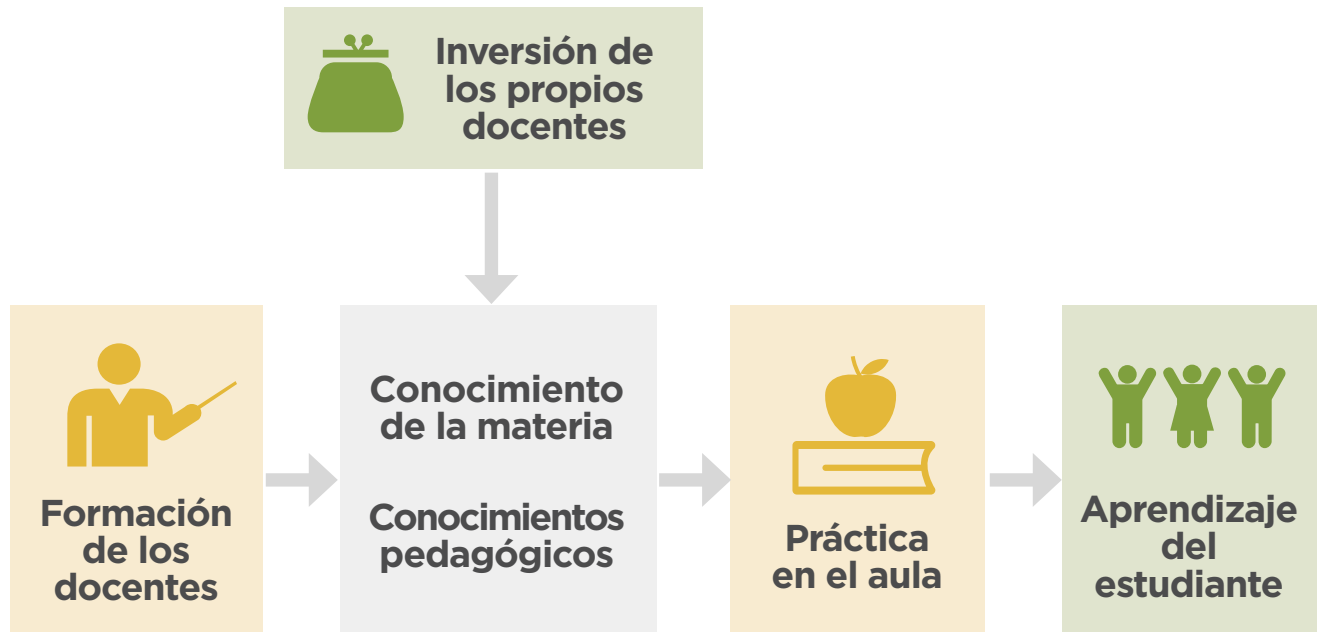 Inversión de
los propios
docentes
Formación
de los
docentes
Conocimiento
de la materia
Conocimientos
pedagógicos
Práctica
en el aula
Aprendizaje
del
estudiante